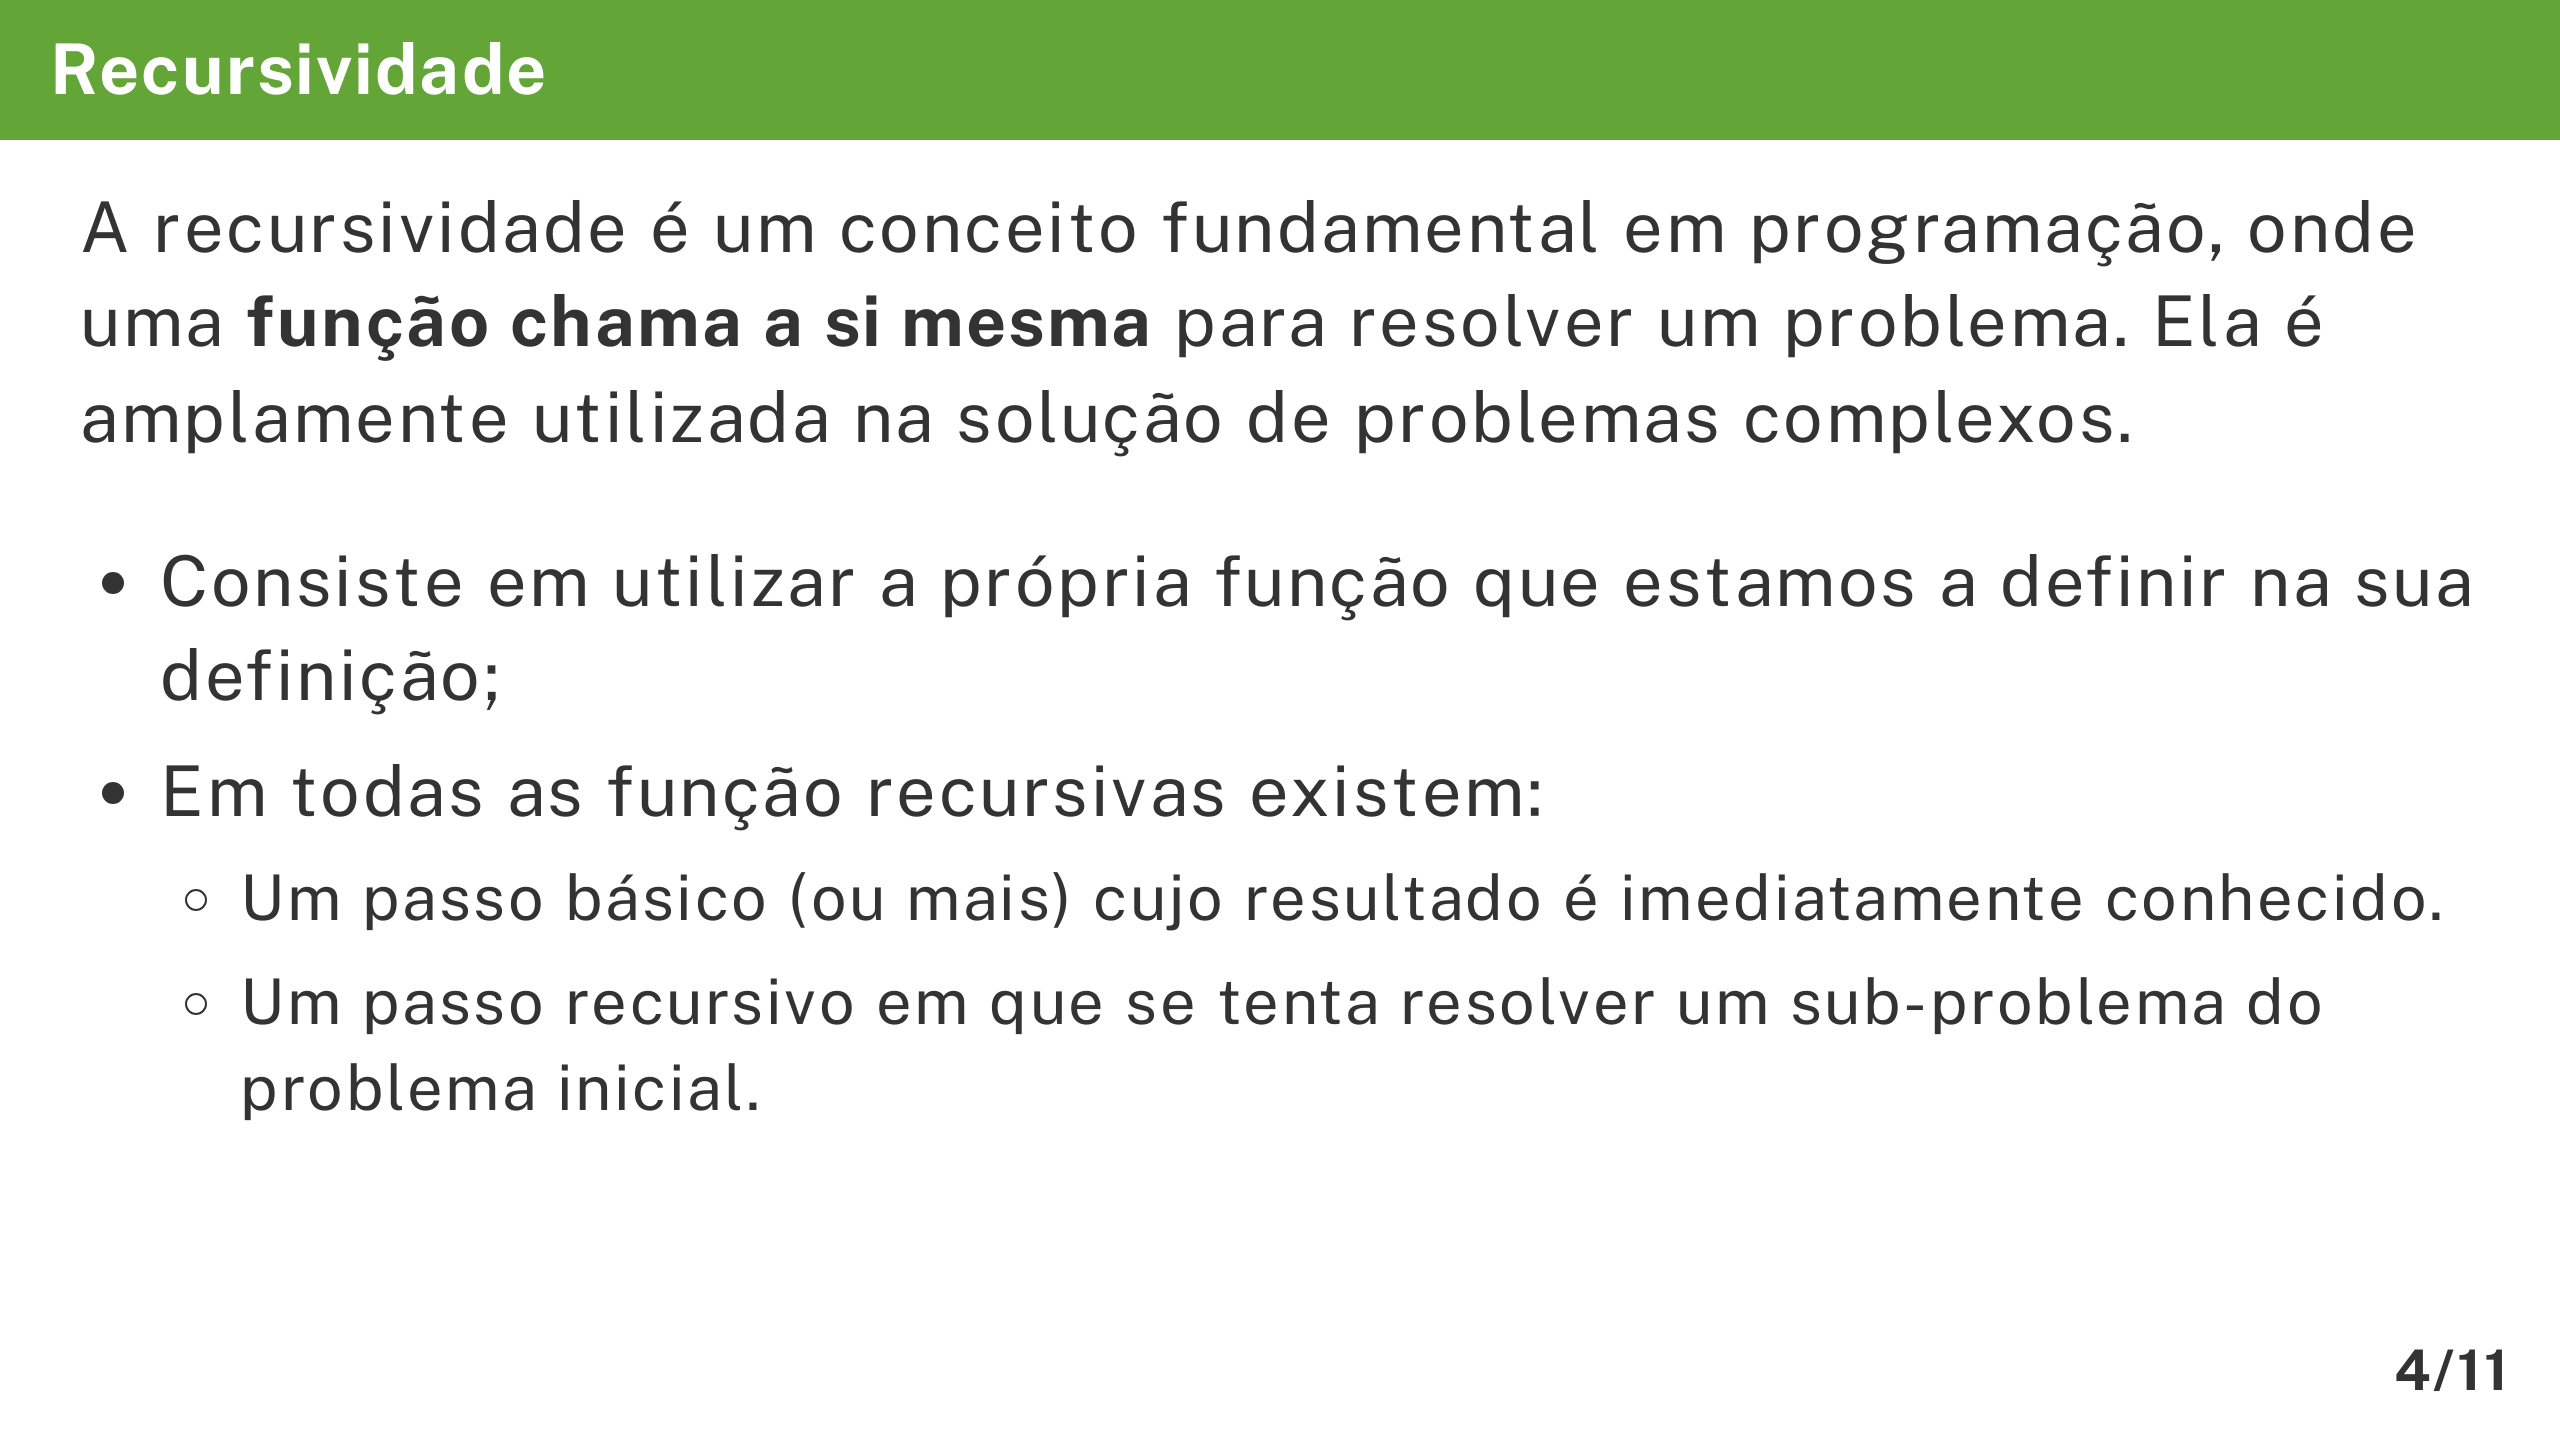 Recursividade
A recursividade é um conceito fundamental em programação, onde
uma função chama a si mesma para resolver um problema. Ela é
amplamente utilizada na solução de problemas complexos.
• Consiste em utilizar a própria função que estamos a definir na sua
definição;
• Em todas as função recursivas existem:
◦ Um passo básico (ou mais) cujo resultado é imediatamente conhecido.
◦ Um passo recursivo em que se tenta resolver um sub-problema do
problema inicial.
4/11